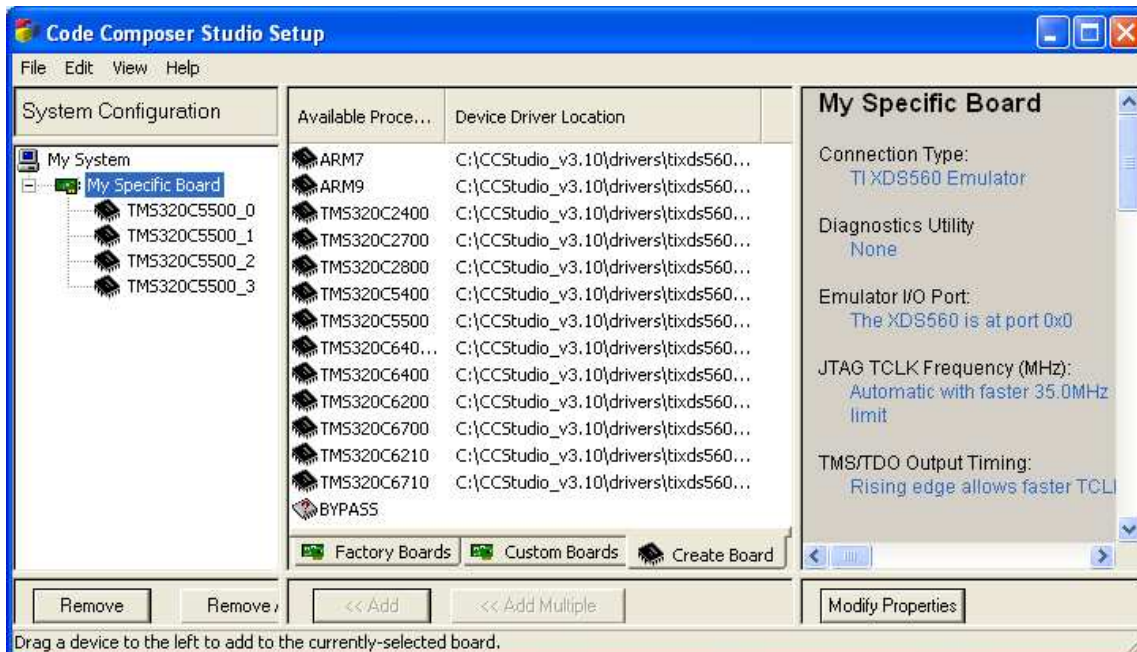 Code Composer Studio Setup
File Edit View Help
System Configuration
My System
My Specific Board
TMS320C5500_0
TMS320C5500_1
TMS320C5500_2
TMS320C5500_3
Available Proce... Device Driver Location
ARM7 C:\CCStudio_v3.10\drivers\tixds560...
ARM9 C:\CCStudio_v3.10\drivers\tixds560...
TMS320C2400 C:\CCStudio_v3.10\drivers\tixds560...
TMS320C2700 C:\CCStudio_v3.10\drivers\tixds560...
TMS320C2800 C:\CCStudio_v3.10\drivers\tixds560...
TMS320C5400 C:\CCStudio_v3.10\drivers\tixds560...
TMS320C5500 C:\CCStudio_v3.10\drivers\tixds560...
TMS320C640... C:\CCStudio_v3.10\drivers\tixds560...
TMS320C6400 C:\CCStudio_v3.10\drivers\tixds560...
TMS320C6200 C:\CCStudio_v3.10\drivers\tixds560...
TMS320C6700 C:\CCStudio_v3.10\drivers\tixds560...
TMS320C6210 C:\CCStudio_v3.10\drivers\tixds560...
TMS320C6710 C:\CCStudio_v3.10\drivers\tixds560...
BYPASS
Factory Boards Custom Boards Create Board
My Specific Board
Connection Type:
TI XDS560 Emulator
Diagnostics Utility
None
Emulator I/O Port:
The XDS560 is at port 0x0
JTAG TCLK Frequency (MHz):
Automatic with faster 35.0MHz
limit
TMS/TDO Output Timing:
Rising edge allows faster TCL
Remove Remove << Add << Add Multiple Modify Properties
Drag a device to the left to add to the currently-selected board.